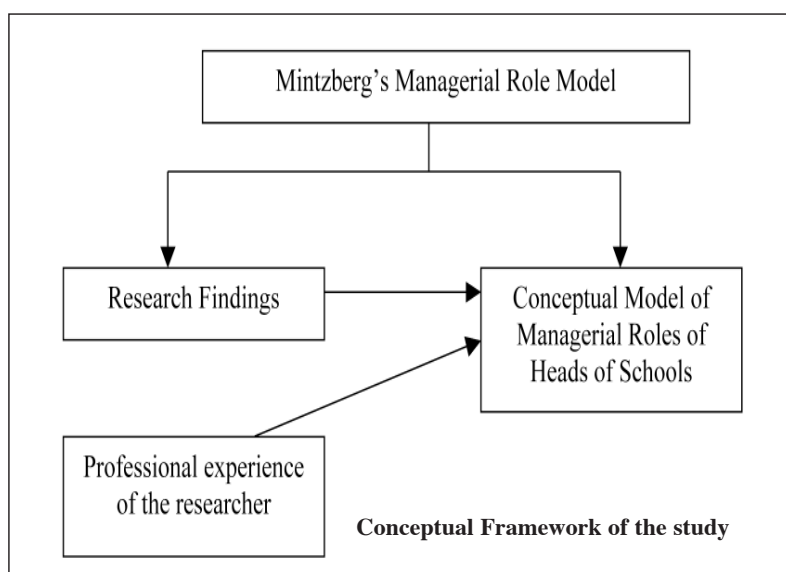 Mintzberg’s Managerial Role Model
Research Findings
Conceptual Model of
Managerial Roles of
Heads of Schools
Professional experience
of the researcher
Conceptual Framework of the study